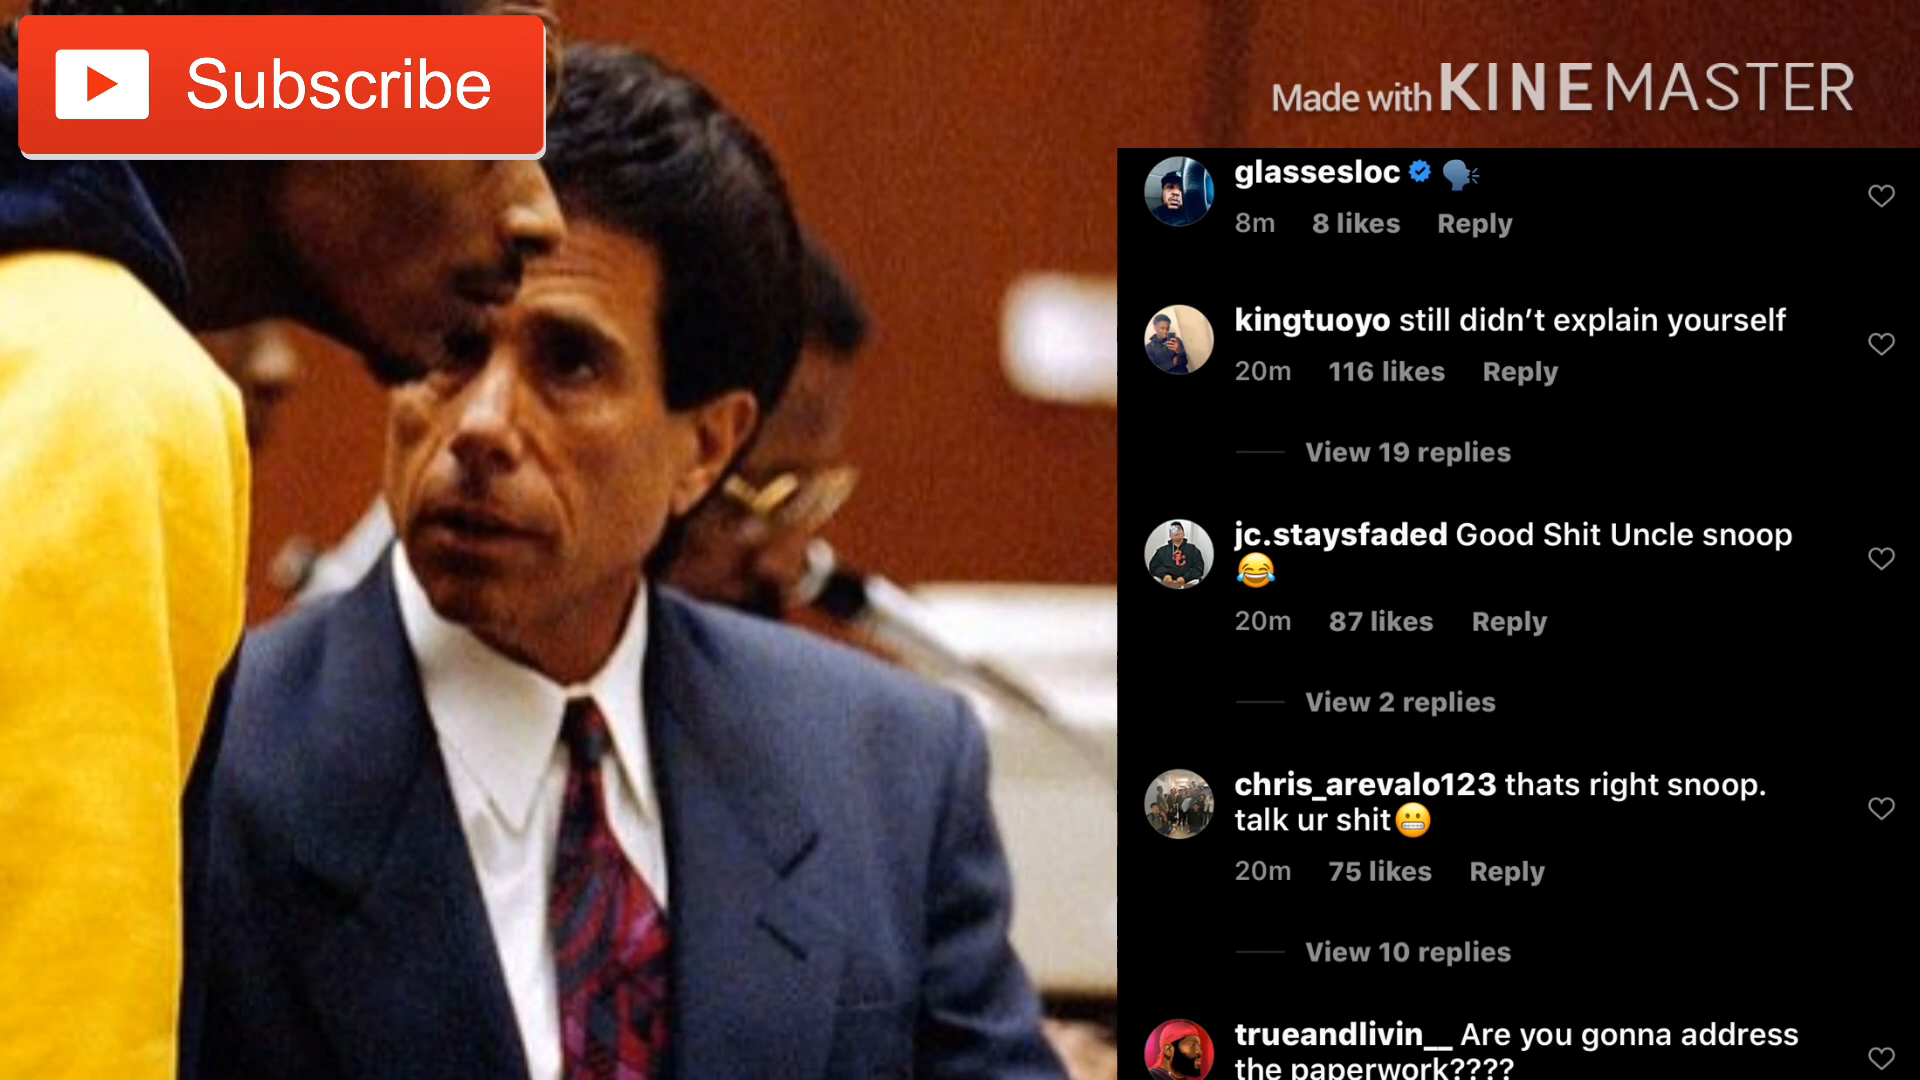 Subscribe
Made with KINEMASTER
glassesloc
8m 8 likes Reply
kingtuoyo still didn’t explain yourself
20m 116 likes Reply
View 19 replies
jc.staysfaded Good Shit Uncle snoop
😂
20m 87 likes Reply
View 2 replies
chris_arevalo123 thats right snoop.
talk ur shit😬
20m 75 likes Reply
View 10 replies
trueandlivin__ Are you gonna address
the paperwork????